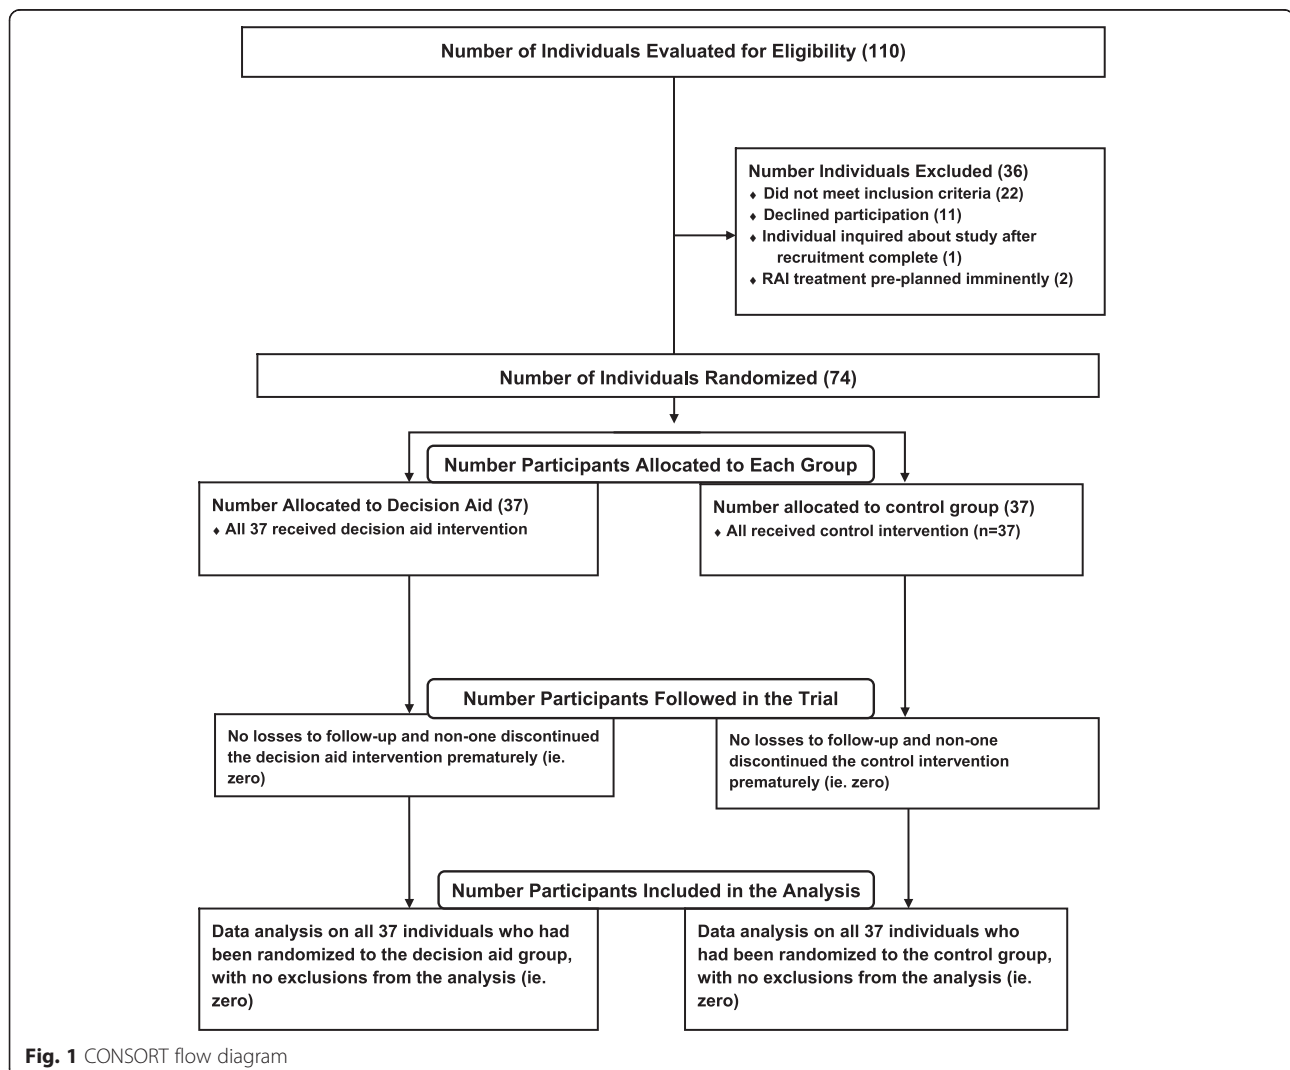 Number of Individuals Evaluated for Eligibility (110)
Number Individuals Excluded (36)
♦ Did not meet inclusion criteria (22)
♦ Declined participation (11)
♦ Individual inquired about study after
recruitment complete (1)
♦ RAI treatment pre-planned imminently (2)
Number of Individuals Randomized (74)
Number Participants Allocated to Each Group
Number Allocated to Decision Aid (37)
♦ All 37 received decision aid intervention
Number allocated to control group (37)
♦ All received control intervention (n=37)
Number Participants Followed in the Trial
No losses to follow-up and non-one discontinued
the decision aid intervention prematurely (ie.
zero)
No losses to follow-up and non-one
discontinued the control intervention
prematurely (ie. zero)
Number Participants Included in the Analysis
Data analysis on all 37 individuals who had
been randomized to the decision aid group,
with no exclusions from the analysis (ie.
zero)
Data analysis on all 37 individuals who
had been randomized to the control group,
with no exclusions from the analysis (ie.
zero)
Fig. 1 CONSORT flow diagram